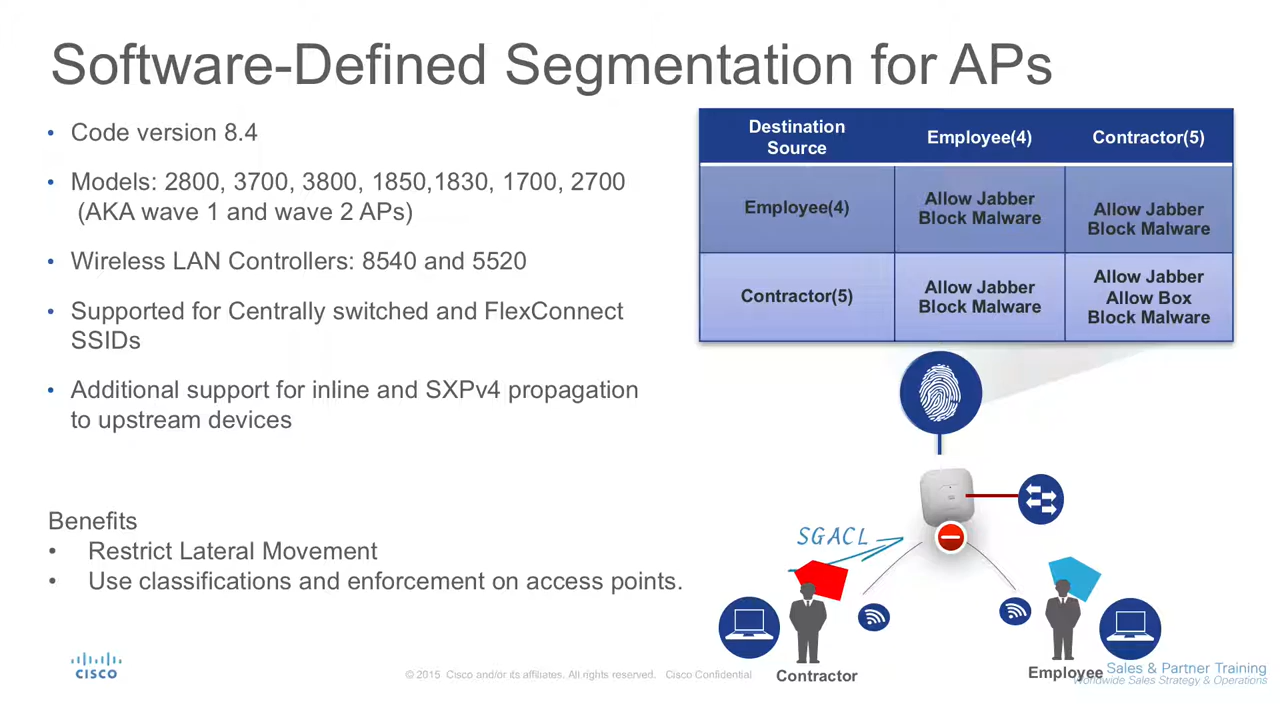 Software-Defined Segmentation for APs
• Code version 8.4
• Models: 2800, 3700, 3800, 1850,1830, 1700, 2700
(AKA wave 1 and wave 2 APs)
• Wireless LAN Controllers: 8540 and 5520
• Supported for Centrally switched and FlexConnect
SSIDs
• Additional support for inline and SXPv4 propagation
to upstream devices
Benefits
• Restrict Lateral Movement
• Use classifications and enforcement on access points.
Destination
Source
Employee(4)
Contractor(5)
Employee(4)
Allow Jabber
Block Malware
Allow Jabber
Block Malware
Contractor(5)
Allow Jabber
Block Malware
Allow Jabber
Allow Box
Block Malware
SGACL
Contractor
Employee
CISCO
© 2015 Cisco and/or its affiliates. All rights reserved. Cisco Confidential
Sales & Partner Training
Worldwide Sales Strategy & Operations